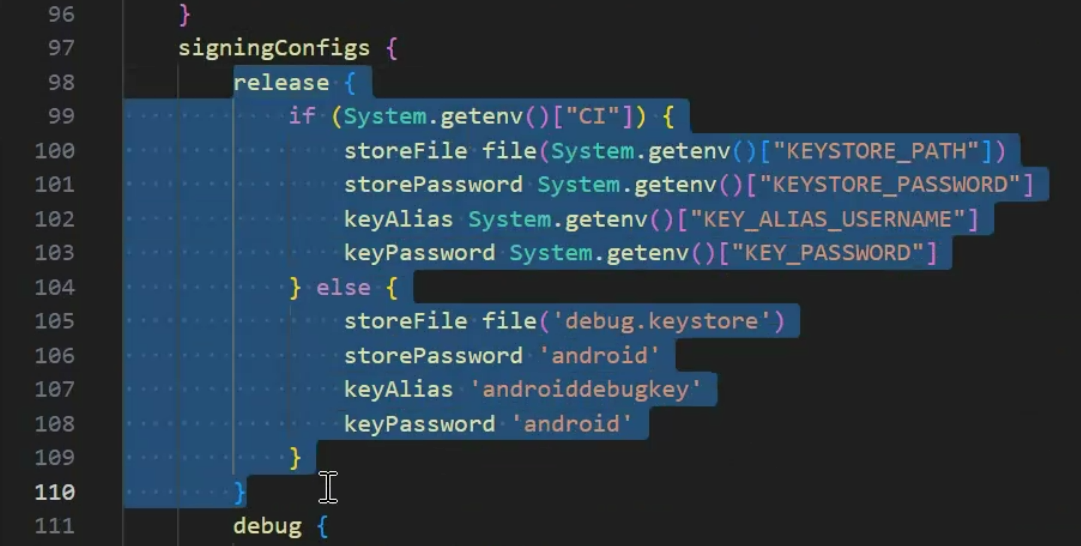 96 }
97 signingConfigs {
98 release {
99 if (System.getenv()["CI"]) {
100 storeFile file(System.getenv()["KEYSTORE_PATH"])
101 storePassword System.getenv()["KEYSTORE_PASSWORD"]
102 keyAlias System.getenv()["KEY_ALIAS_USERNAME"]
103 keyPassword System.getenv()["KEY_PASSWORD"]
104 } else {
105 storeFile file('debug.keystore')
106 storePassword 'android'
107 keyAlias 'androiddebugkey'
108 keyPassword 'android'
109 }
110 }
111 debug {